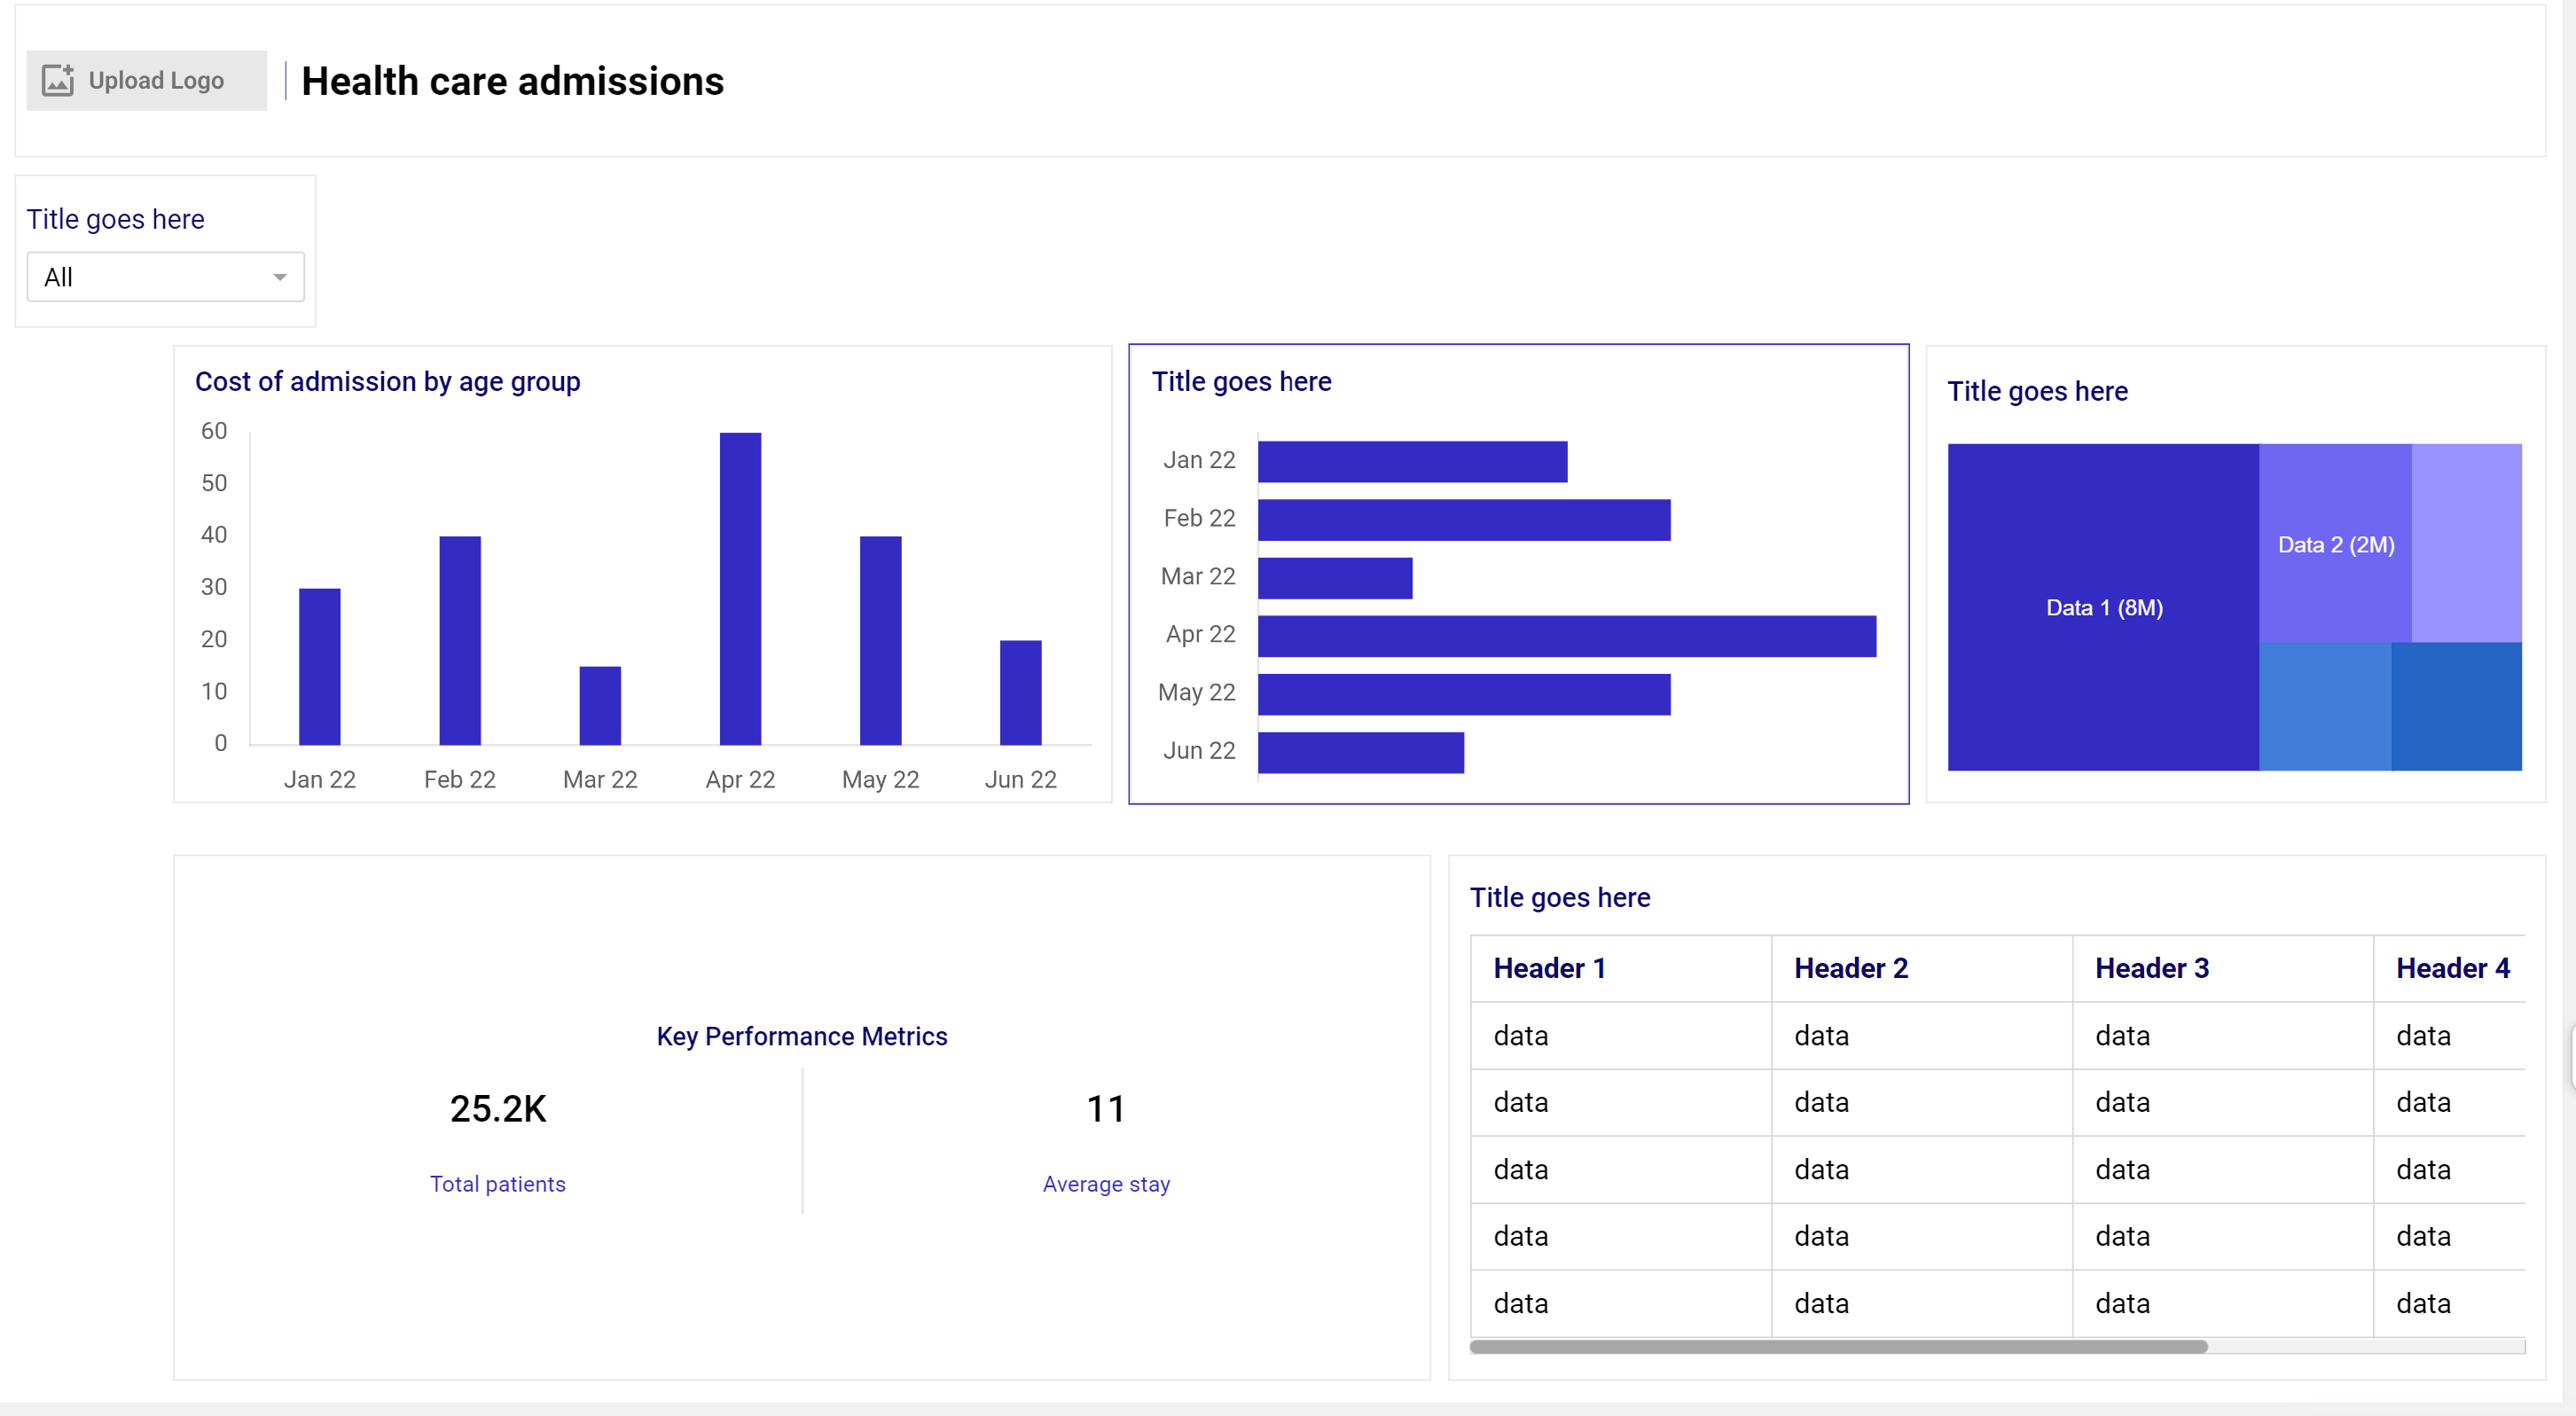 Upload Logo
Health care admissions
Title goes here
All
Cost of admission by age group
60
50
40
30
20
10
0
Jan 22 Feb 22 Mar 22 Apr 22 May 22 Jun 22
Title goes here
Jan 22
Feb 22
Mar 22
Apr 22
May 22
Jun 22
Title goes here
Data 1 (8M)
Data 2 (2M)
Key Performance Metrics
25.2K
Total patients
11
Average stay
Title goes here
Header 1 Header 2 Header 3 Header 4
data data data data
data data data data
data data data data
data data data data
data data data data